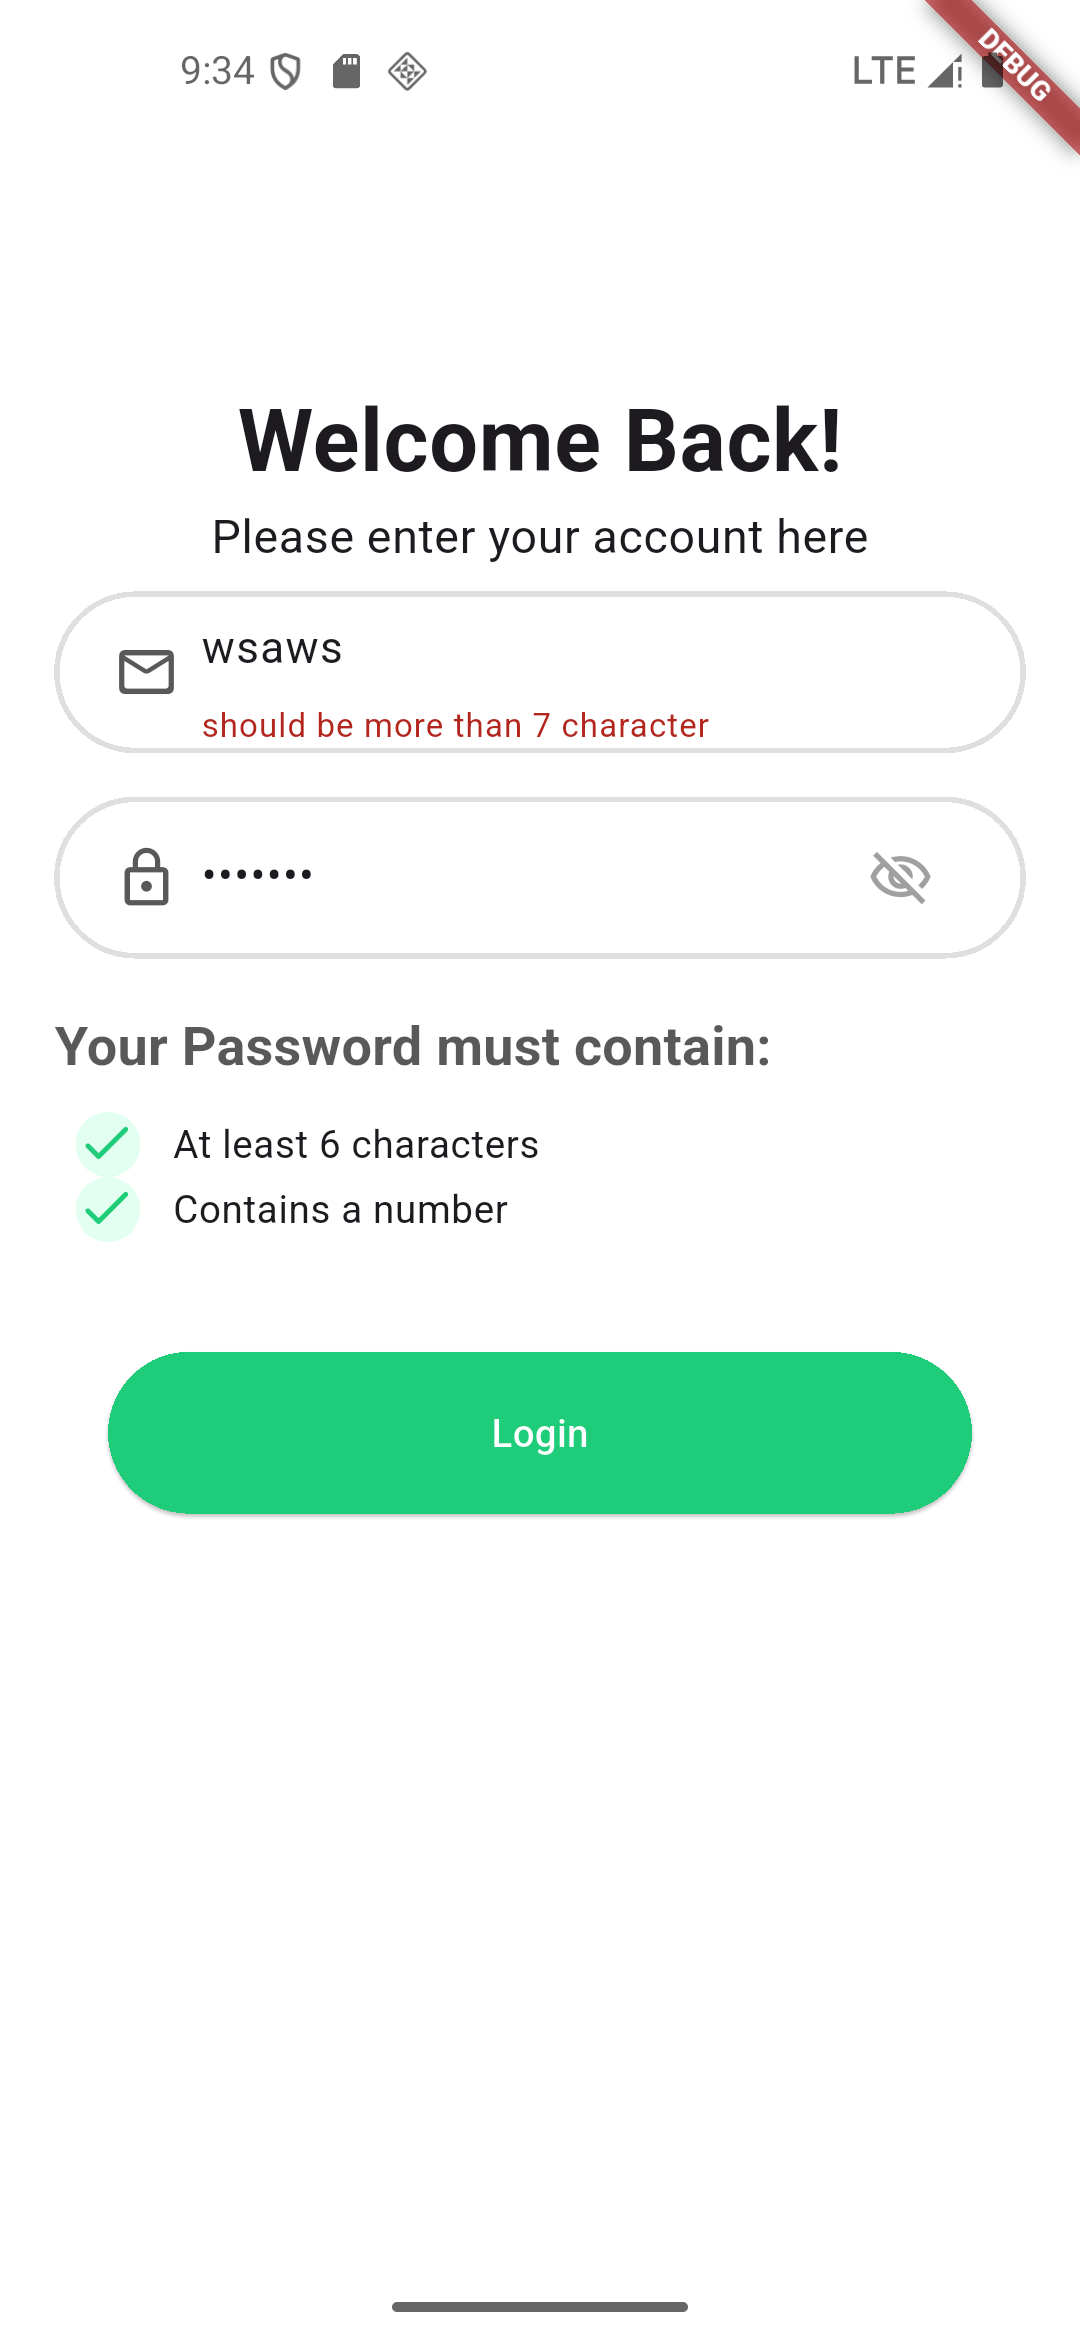 9:34
LTE
DEBUG
Welcome Back!
Please enter your account here
wsaws
should be more than 7 character
•••••••
Your Password must contain:
At least 6 characters
Contains a number
Login